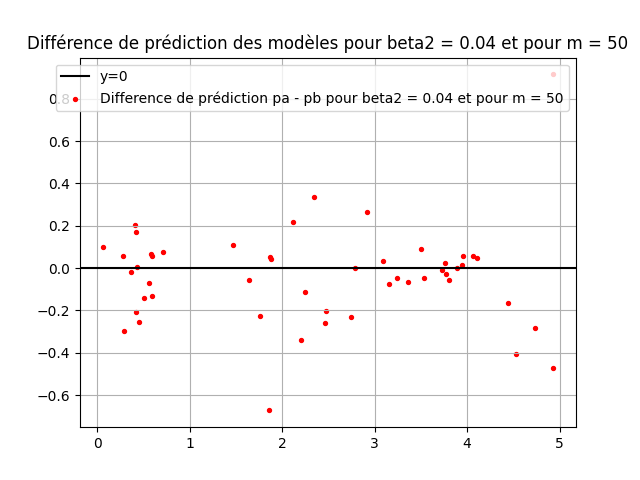 Différence de prédiction des modèles pour beta2 = 0.04 et pour m = 50
y=0
Difference de prédiction pa - pb pour beta2 = 0.04 et pour m = 50
0.8
0.6
0.4
0.2
0.0
−0.2
−0.4
−0.6
0 1 2 3 4 5